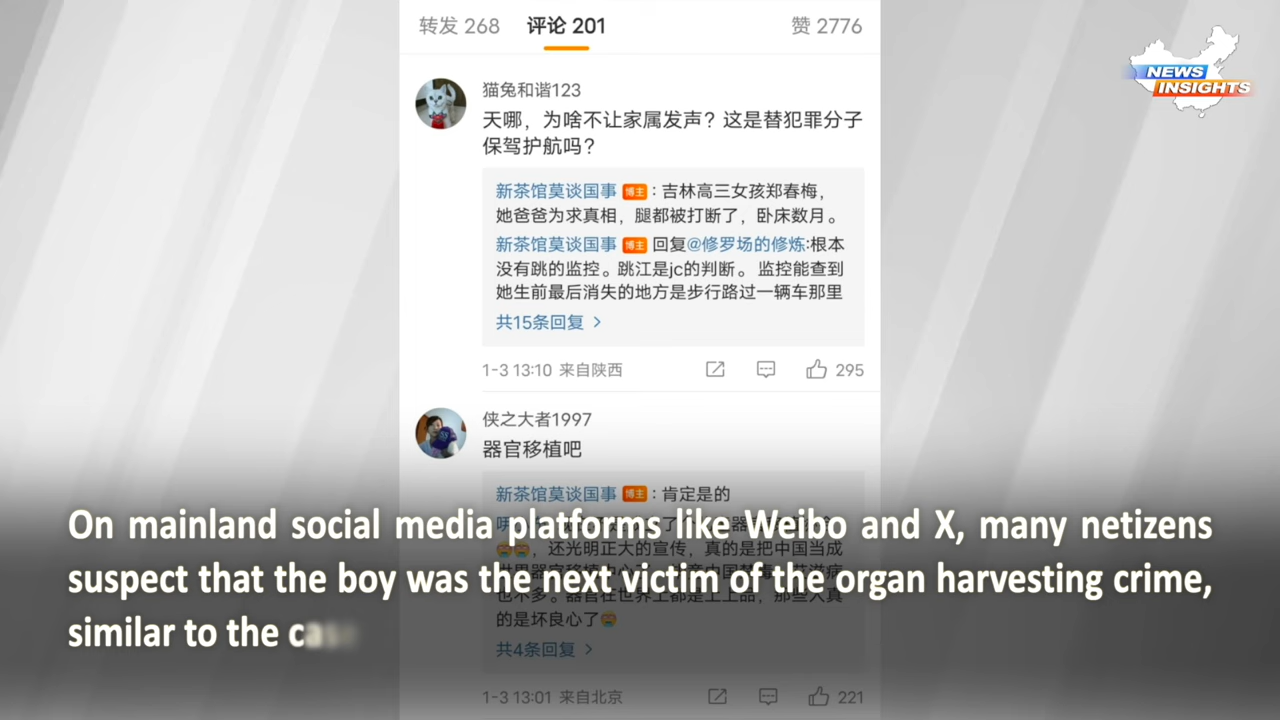 转发 268 评论 201 赞 2776
NEWS
INSIGHTS
猫兔和谐123
天哪，为啥不让家属发声？这是替犯罪分子
保驾护航吗？
新茶馆莫谈国事 博主：吉林高三女孩郑春梅，
她爸爸为求真相，腿都被打断了，卧床数月。
新茶馆莫谈国事 博主 回复@修罗场的修炼:根本
没有跳的监控。跳江是jc的判断。 监控能查到
她生前最后消失的地方是步行路过一辆车那里
共15条回复 >
1-3 13:10 来自陕西 295
侠之大者1997
器官移植吧
新茶馆莫谈国事 博主：肯定是的
On mainland social media platforms like Weibo and X, many netizens
，还光明正大的宣传，真的是把中国当成
suspect that the boy was the next victim of the organ harvesting crime,
也不多。器官在世界上都是上上品，那些人真
的是坏良心了
similar to the case
共4条回复 >
1-3 13:01 来自北京 221